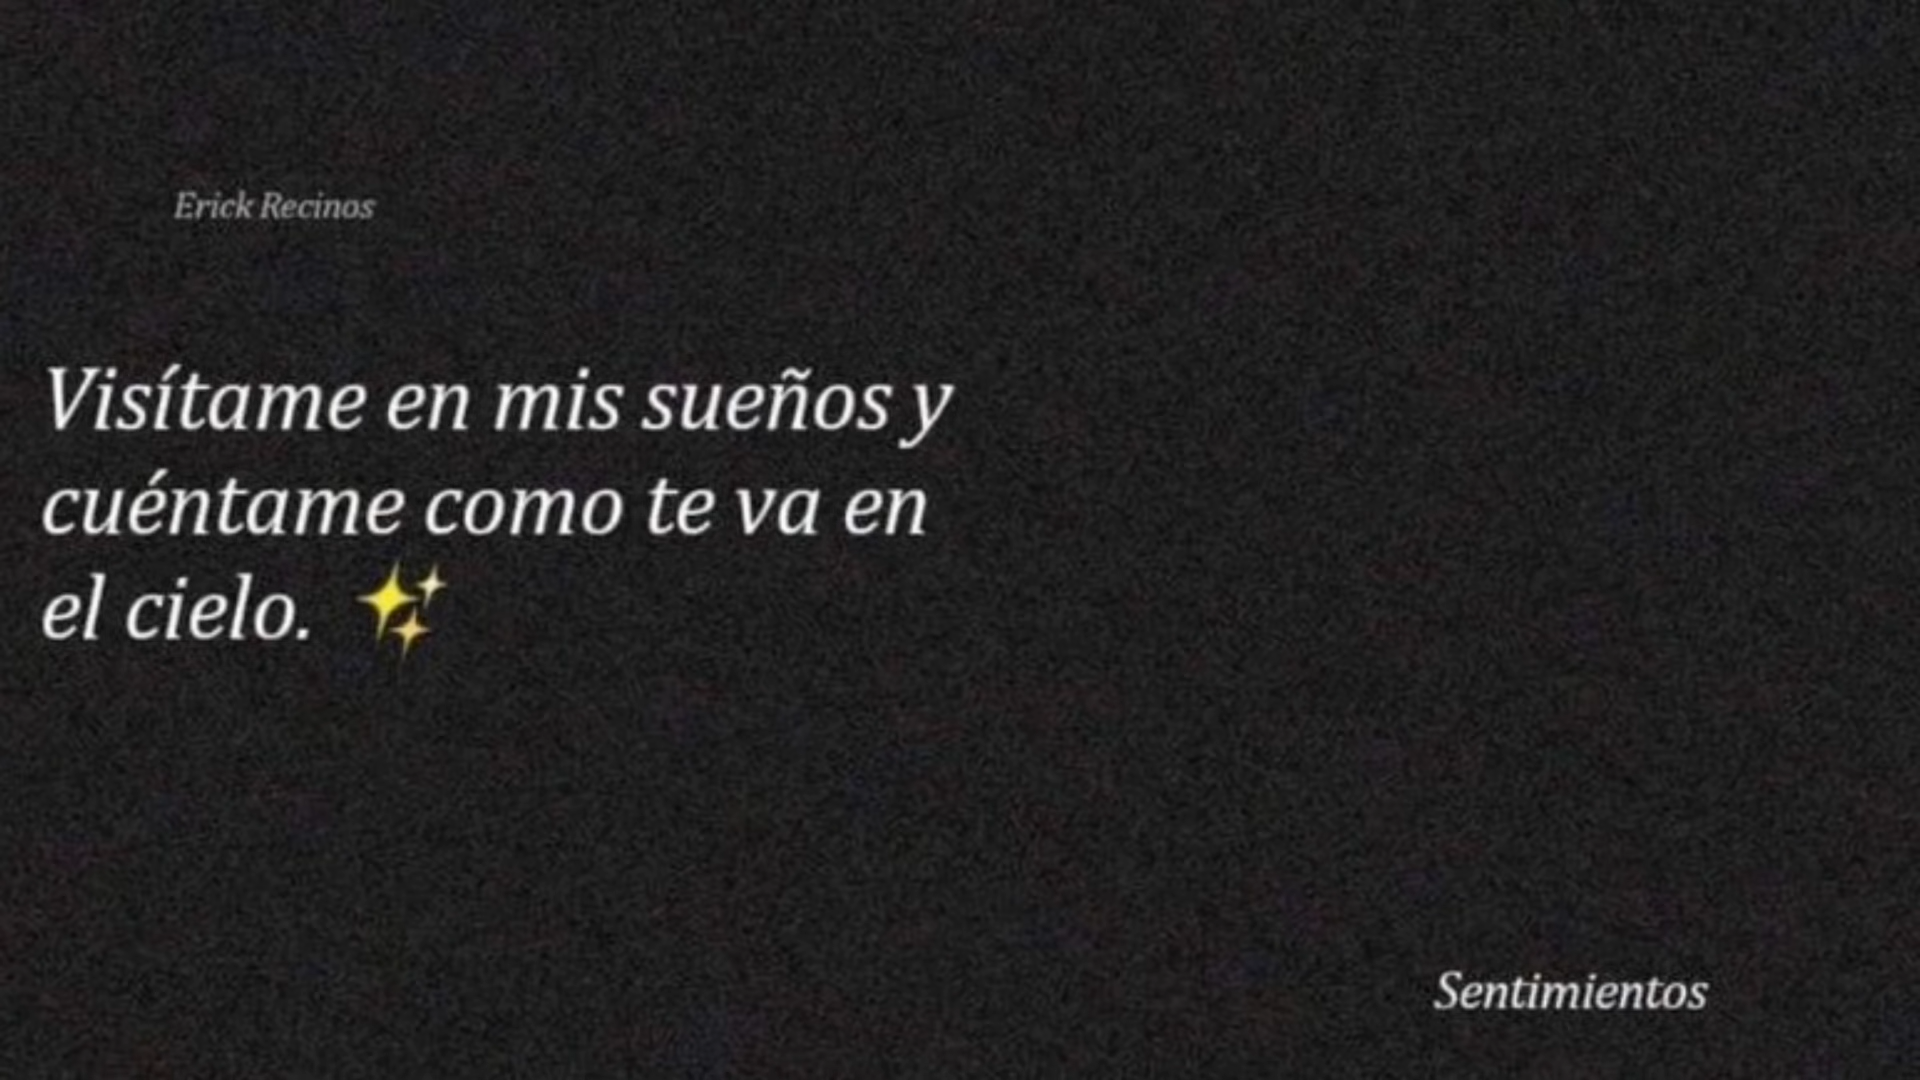 Erick Recinos
Visítame en mis sueños y
cuéntame como te va en
el cielo. ✨
Sentimientos